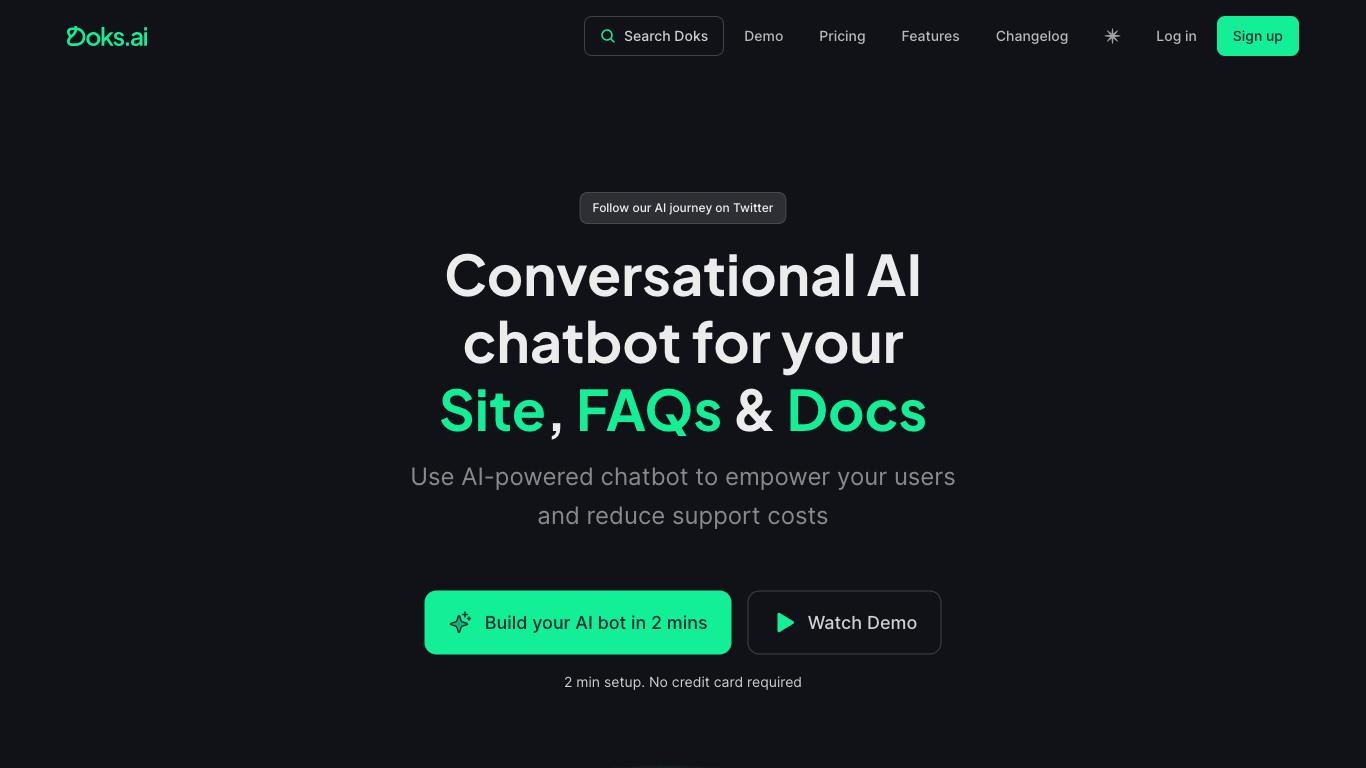 Doks.ai
Search Doks
Demo
Pricing
Features
Changelog
Log in
Sign up
Follow our AI journey on Twitter
Conversational AI
chatbot for your
Site, FAQs & Docs
Use AI-powered chatbot to empower your users
and reduce support costs
Build your AI bot in 2 mins
Watch Demo
2 min setup. No credit card required